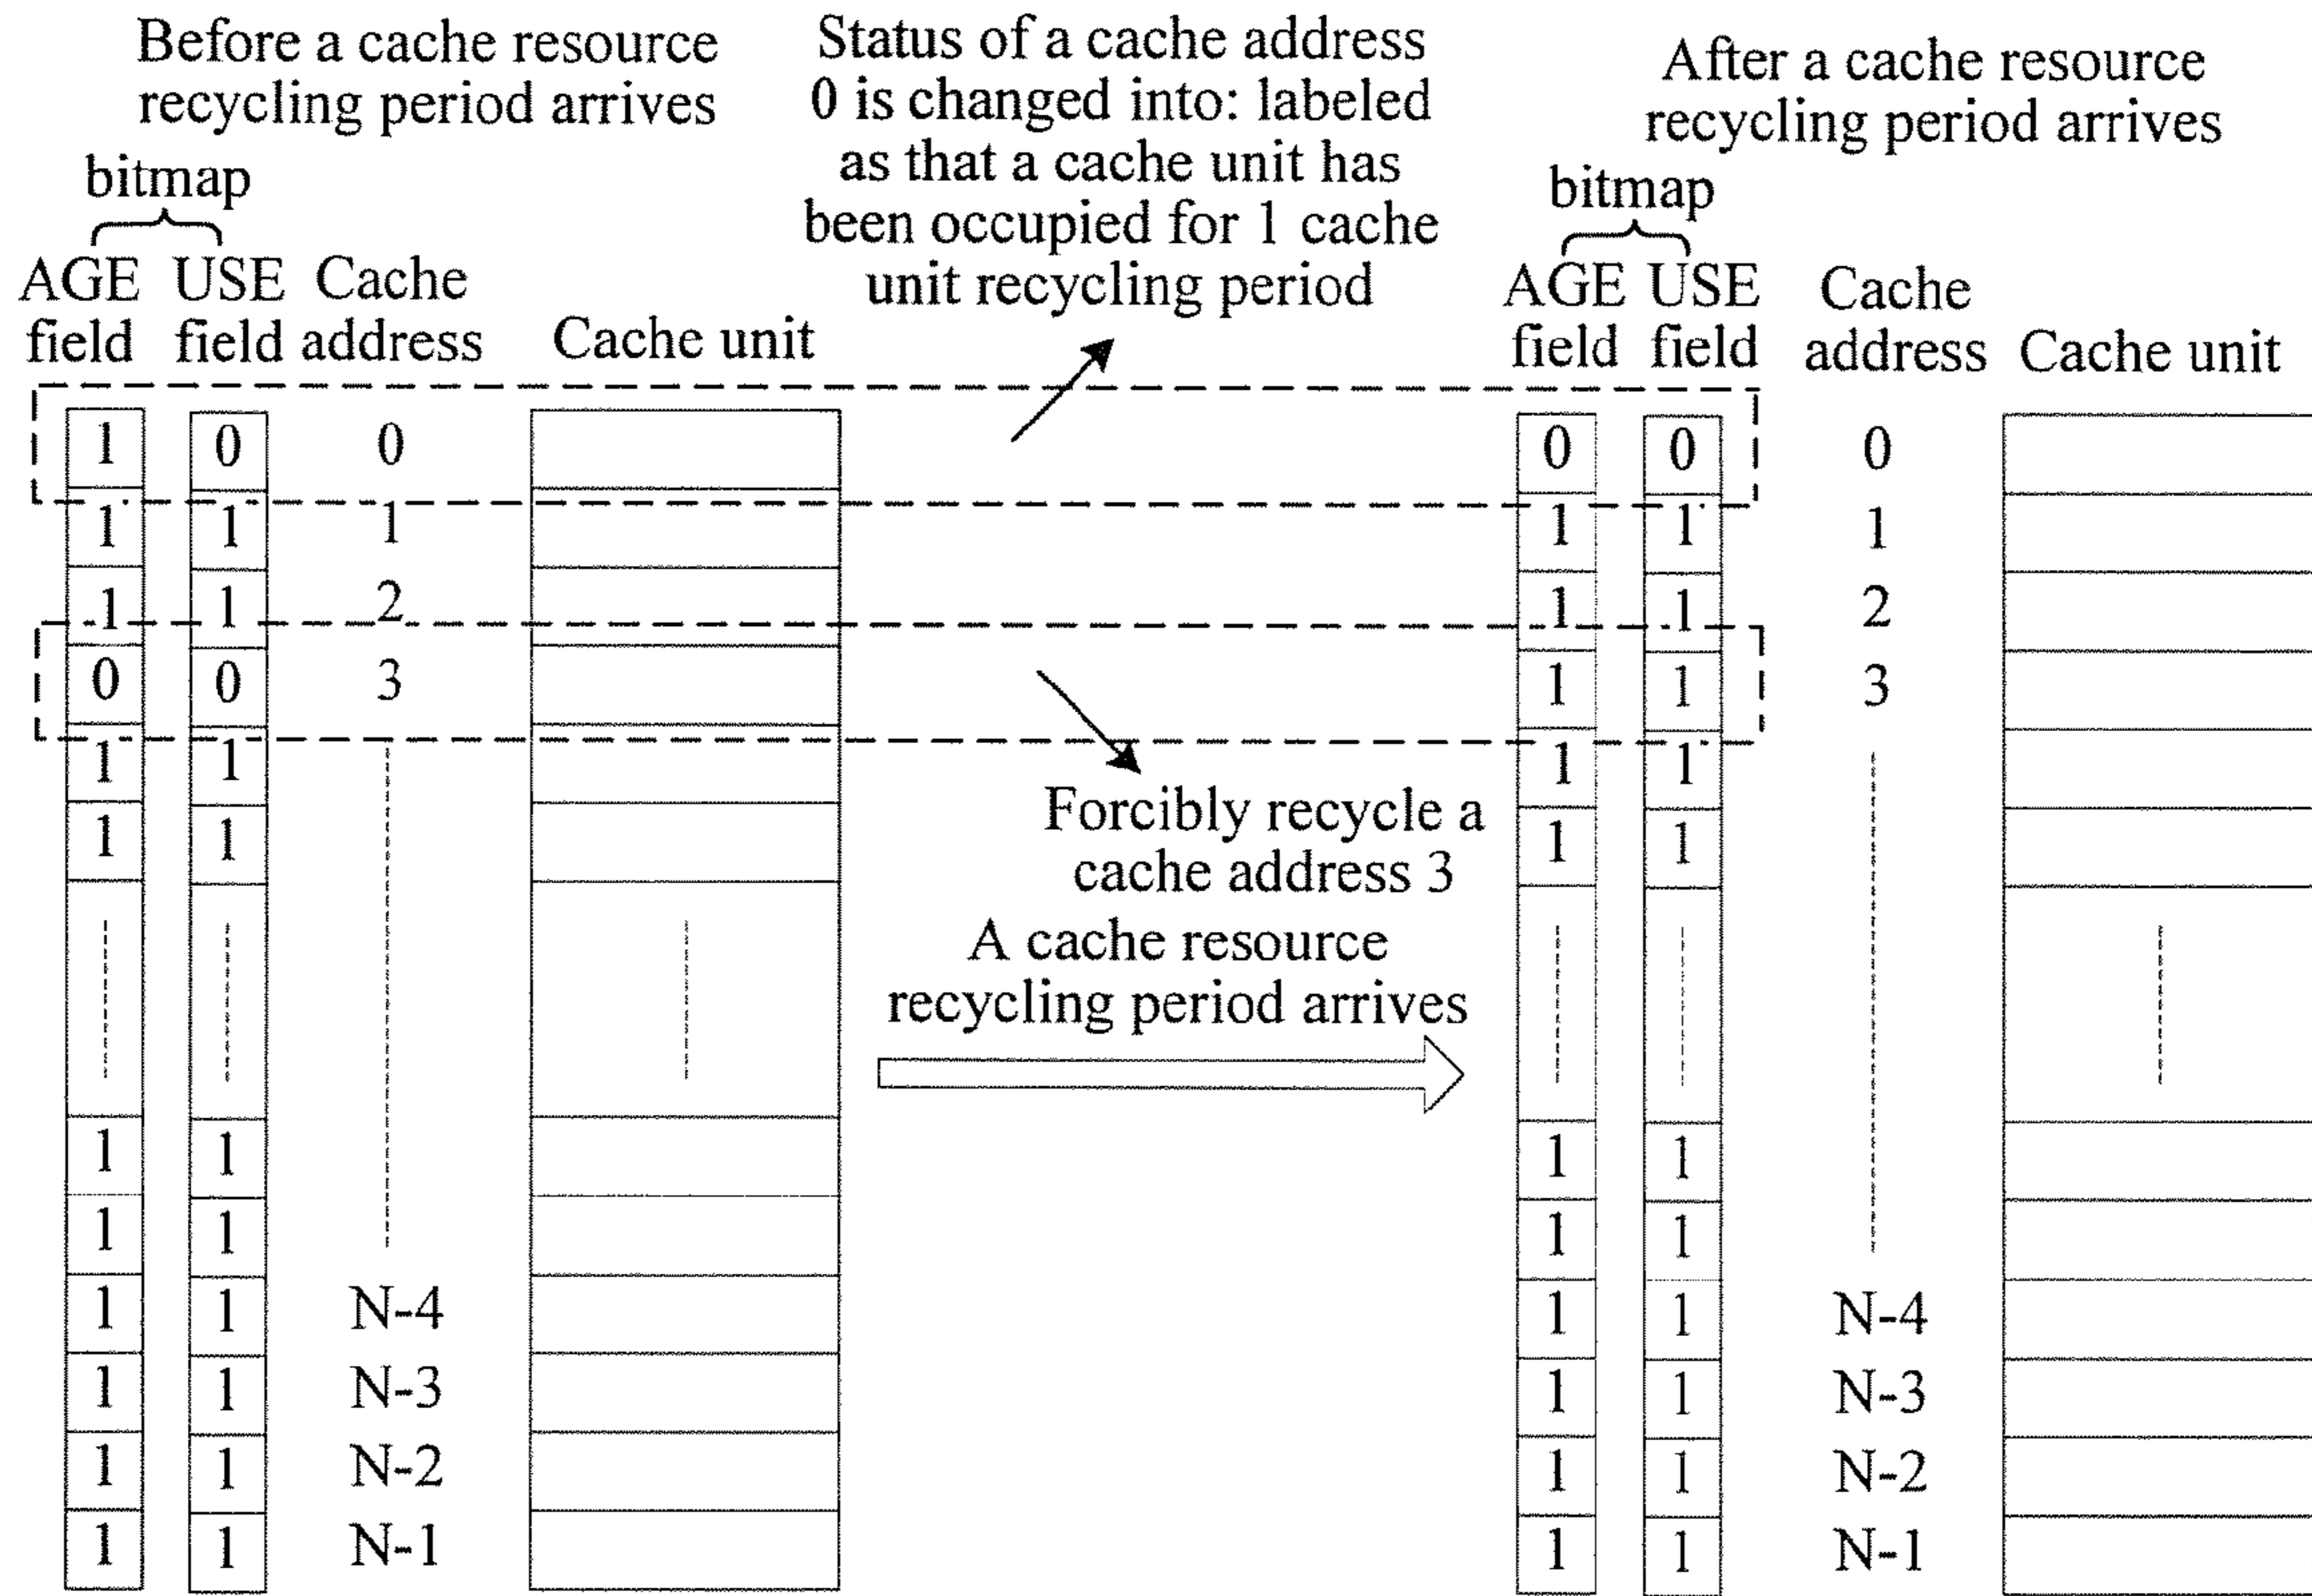 Before a cache resource
recycling period arrives
bitmap
AGE USE Cache
field field address Cache unit
1 0 0
1 1 1
1 1 2
0 0 3
1 1
1 1
1 1
1 1
1 1 N-4
1 1 N-3
1 1 N-2
1 1 N-1
Status of a cache address
0 is changed into: labeled
as that a cache unit has
been occupied for 1 cache
unit recycling period
Forcibly recycle a
cache address 3
A cache resource
recycling period arrives
After a cache resource
recycling period arrives
bitmap
AGE USE Cache
field field address Cache unit
0 0 0
1 1 1
1 1 2
1 1 3
1 1
1 1
1 1
1 1
1 1 N-4
1 1 N-3
1 1 N-2
1 1 N-1